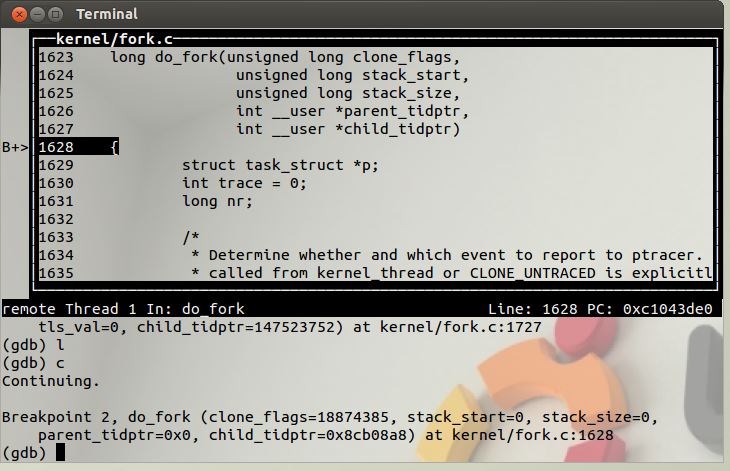 Terminal
kernel/fork.c
1623 long do_fork(unsigned long clone_flags,
1624 unsigned long stack_start,
1625 unsigned long stack_size,
1626 int __user *parent_tidptr,
1627 int __user *child_tidptr)
B+> 1628 {
1629 struct task_struct *p;
1630 int trace = 0;
1631 long nr;
1632
1633 /*
1634 * Determine whether and which event to report to ptracer.
1635 * called from kernel_thread or CLONE_UNTRACED is explicitl
remote Thread 1 In: do_fork Line: 1628 PC: 0xc1043de0
tls_val=0, child_tidptr=147523752) at kernel/fork.c:1727
(gdb) l
(gdb) c
Continuing.
Breakpoint 2, do_fork (clone_flags=18874385, stack_start=0, stack_size=0,
parent_tidptr=0x0, child_tidptr=0x8cb08a8) at kernel/fork.c:1628
(gdb)